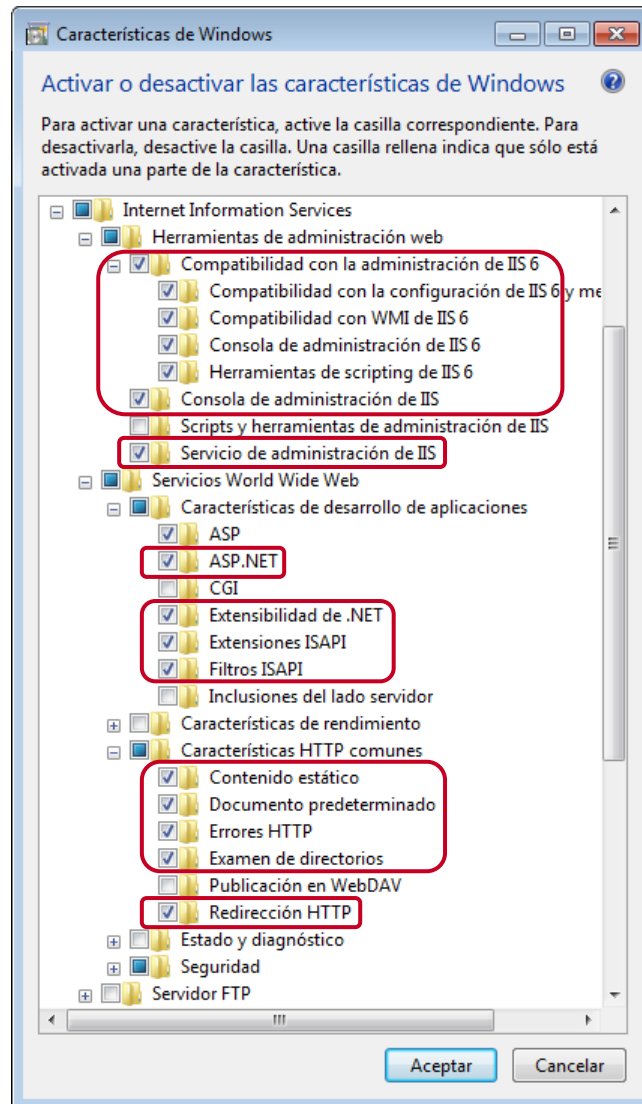 Características de Windows
Activar o desactivar las características de Windows
Para activar una característica, active la casilla correspondiente. Para
desactivarla, desactive la casilla. Una casilla rellena indica que sólo está
activada una parte de la característica.
Internet Information Services
Herramientas de administración web
Compatibilidad con la administración de IIS 6
Compatibilidad con la configuración de IIS 6 y me
Compatibilidad con WMI de IIS 6
Consola de administración de IIS 6
Herramientas de scripting de IIS 6
Consola de administración de IIS
Scripts y herramientas de administración de IIS
Servicio de administración de IIS
Servicios World Wide Web
Características de desarrollo de aplicaciones
ASP
ASP.NET
CGI
Extensibilidad de .NET
Extensiones ISAPI
Filtros ISAPI
Inclusiones del lado servidor
Características de rendimiento
Características HTTP comunes
Contenido estático
Documento predeterminado
Errores HTTP
Examen de directorios
Publicación en WebDAV
Redirección HTTP
Estado y diagnóstico
Seguridad
Servidor FTP
Aceptar Cancelar